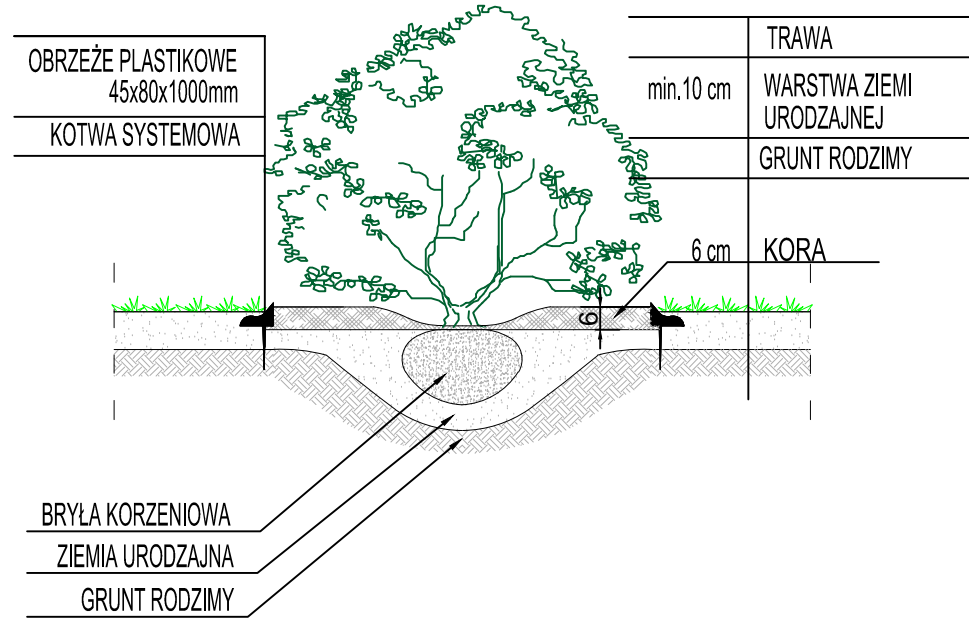 OBRZEŻE PLASTIKOWE
45x80x1000mm
KOTWA SYSTEMOWA
TRAWA
min.10 cm WARSTWA ZIEMI
URODZAJNEJ
GRUNT RODZIMY
6 cm KORA
6
BRYŁA KORZENIOWA
ZIEMIA URODZAJNA
GRUNT RODZIMY